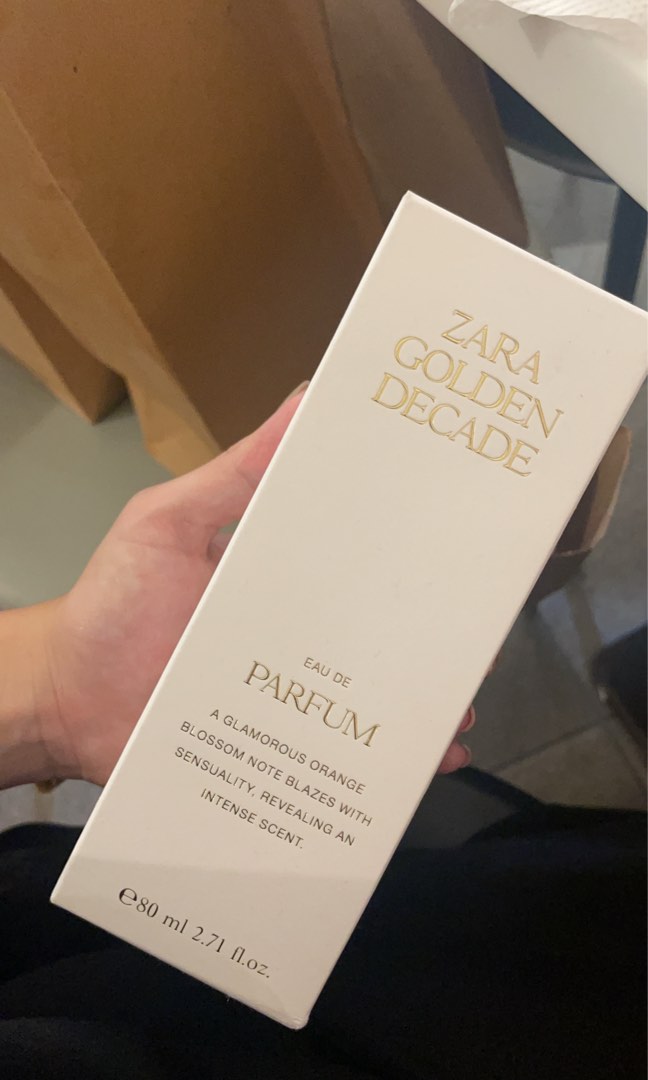 ZARA
GOLDEN
DECADE
EAU DE
PARFUM
A GLAMOROUS ORANGE
BLOSSOM NOTE BLAZES WITH
SENSUALITY, REVEALING AN
INTENSE SCENT.
℮80 ml 2.71 fl.oz.